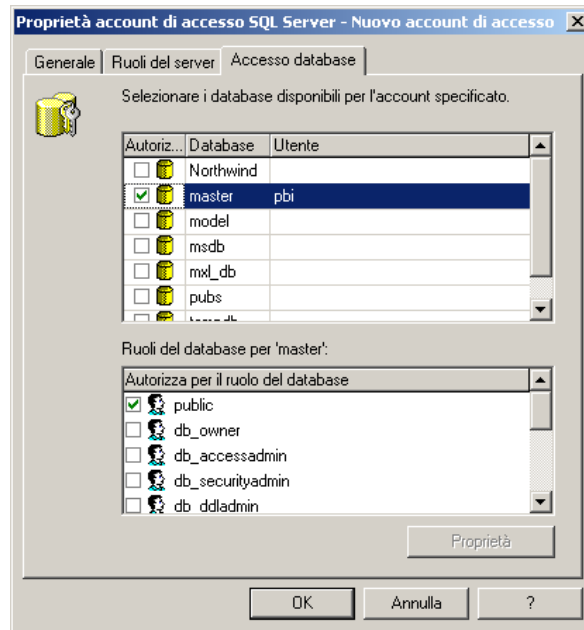 Proprietà account di accesso SQL Server - Nuovo account di accesso
Generale Ruoli del server Accesso database
Selezionare i database disponibili per l'account specificato.
Autoriz... Database Utente
Northwind
master pbi
model
msdb
mxl_db
pubs
tempdb
Ruoli del database per 'master':
Autorizza per il ruolo del database
public
db_owner
db_accessadmin
db_securityadmin
db_ddladmin
Proprietà
OK Annulla ?